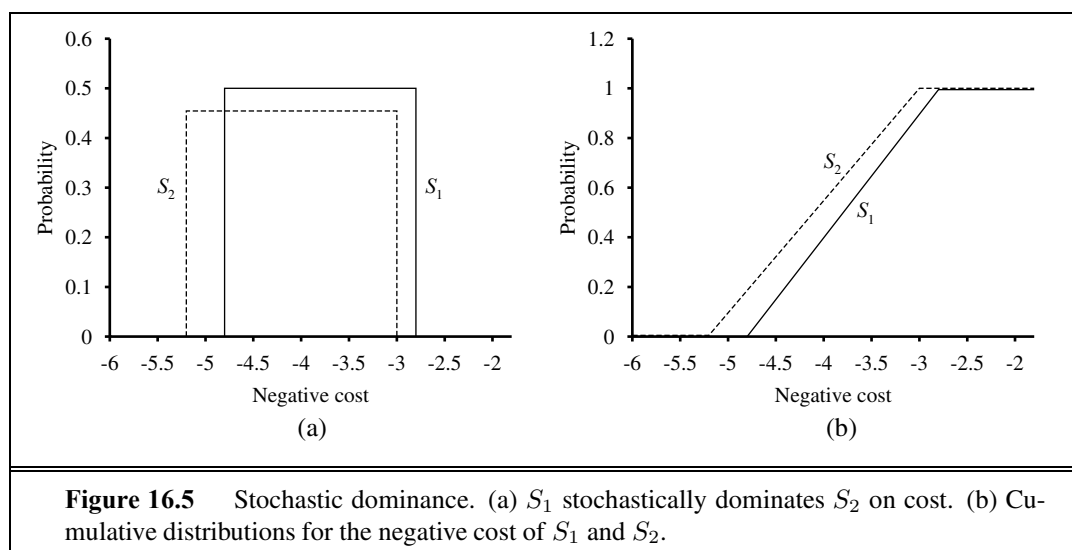 0.6
0.5
0.4
0.3
0.2
0.1
0
Probability
S2
S1
-6 -5.5 -5 -4.5 -4 -3.5 -3 -2.5 -2
Negative cost
(a)
1.2
1
0.8
0.6
0.4
0.2
0
Probability
S2
S1
-6 -5.5 -5 -4.5 -4 -3.5 -3 -2.5 -2
Negative cost
(b)
Figure 16.5 Stochastic dominance. (a) S1 stochastically dominates S2 on cost. (b) Cu-
mulative distributions for the negative cost of S1 and S2.